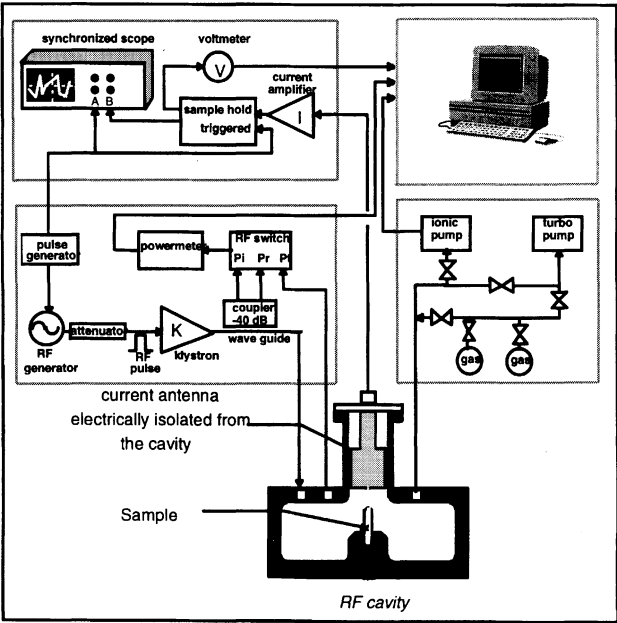 synchronized scope
voltmeter
V
current
amplifier
I
A B
sample hold
triggered
pulse
generator
powermeter
RF switch
Pi Pr Pt
coupler
-40 dB
wave guide
RF
generator
attenuator
RF
pulse
K
klystron
ionic
pump
turbo
pump
gas
gas
current antenna
electrically isolated from
the cavity
Sample
RF cavity